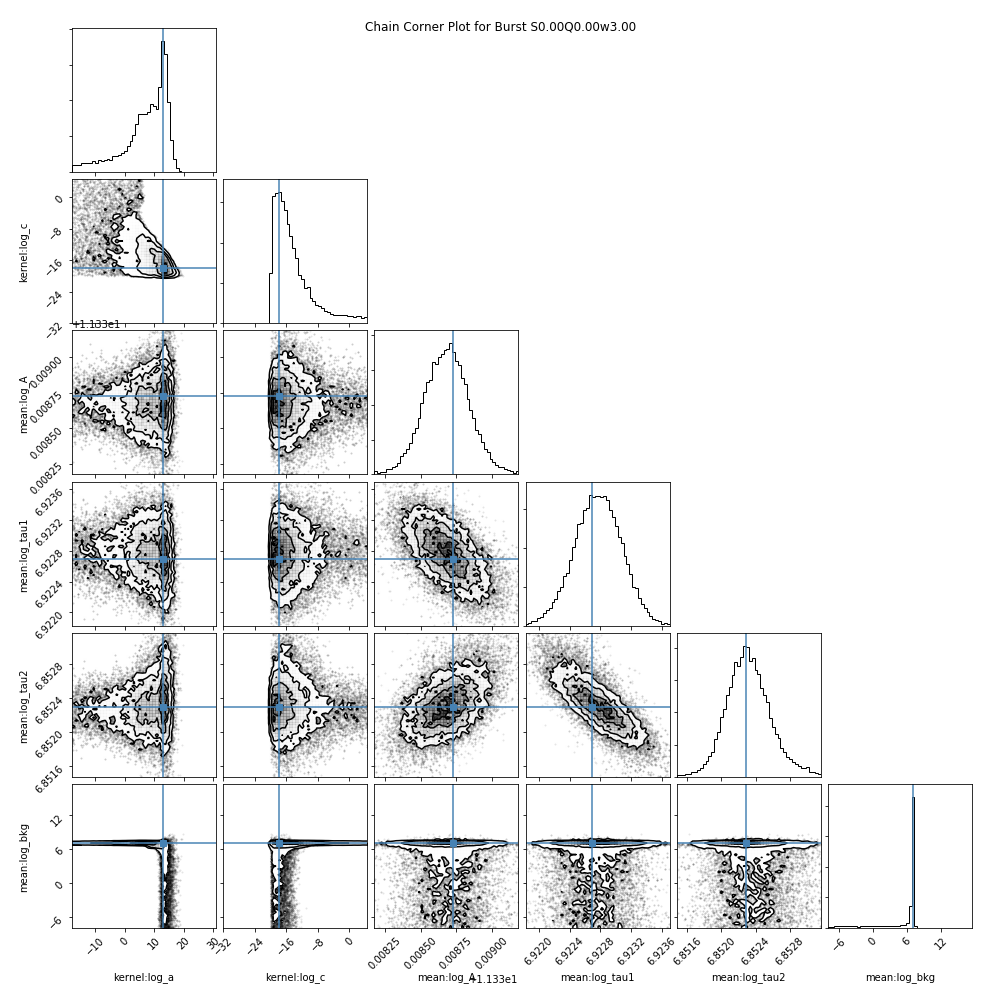 Chain Corner Plot for Burst S0.00Q0.00w3.00
kernel:log_c
0
−8
−16
−24
−32
+1.133e1
mean:log_A
0.00900
0.00875
0.00850
0.00825
mean:log_tau1
6.9236
6.9232
6.9228
6.9224
6.9220
mean:log_tau2
6.8528
6.8524
6.8520
6.8516
mean:log_bkg
12
6
0
−6
−10 0 10 20 30
−32 −24 −16 −8 0
0.00825 0.00850 0.00875 0.00900
6.9220 6.9224 6.9228 6.9232 6.9236
6.8516 6.8520 6.8524 6.8528
−6 0 6 12
kernel:log_a kernel:log_c mean:log_A +1.133e1 mean:log_tau1 mean:log_tau2 mean:log_bkg